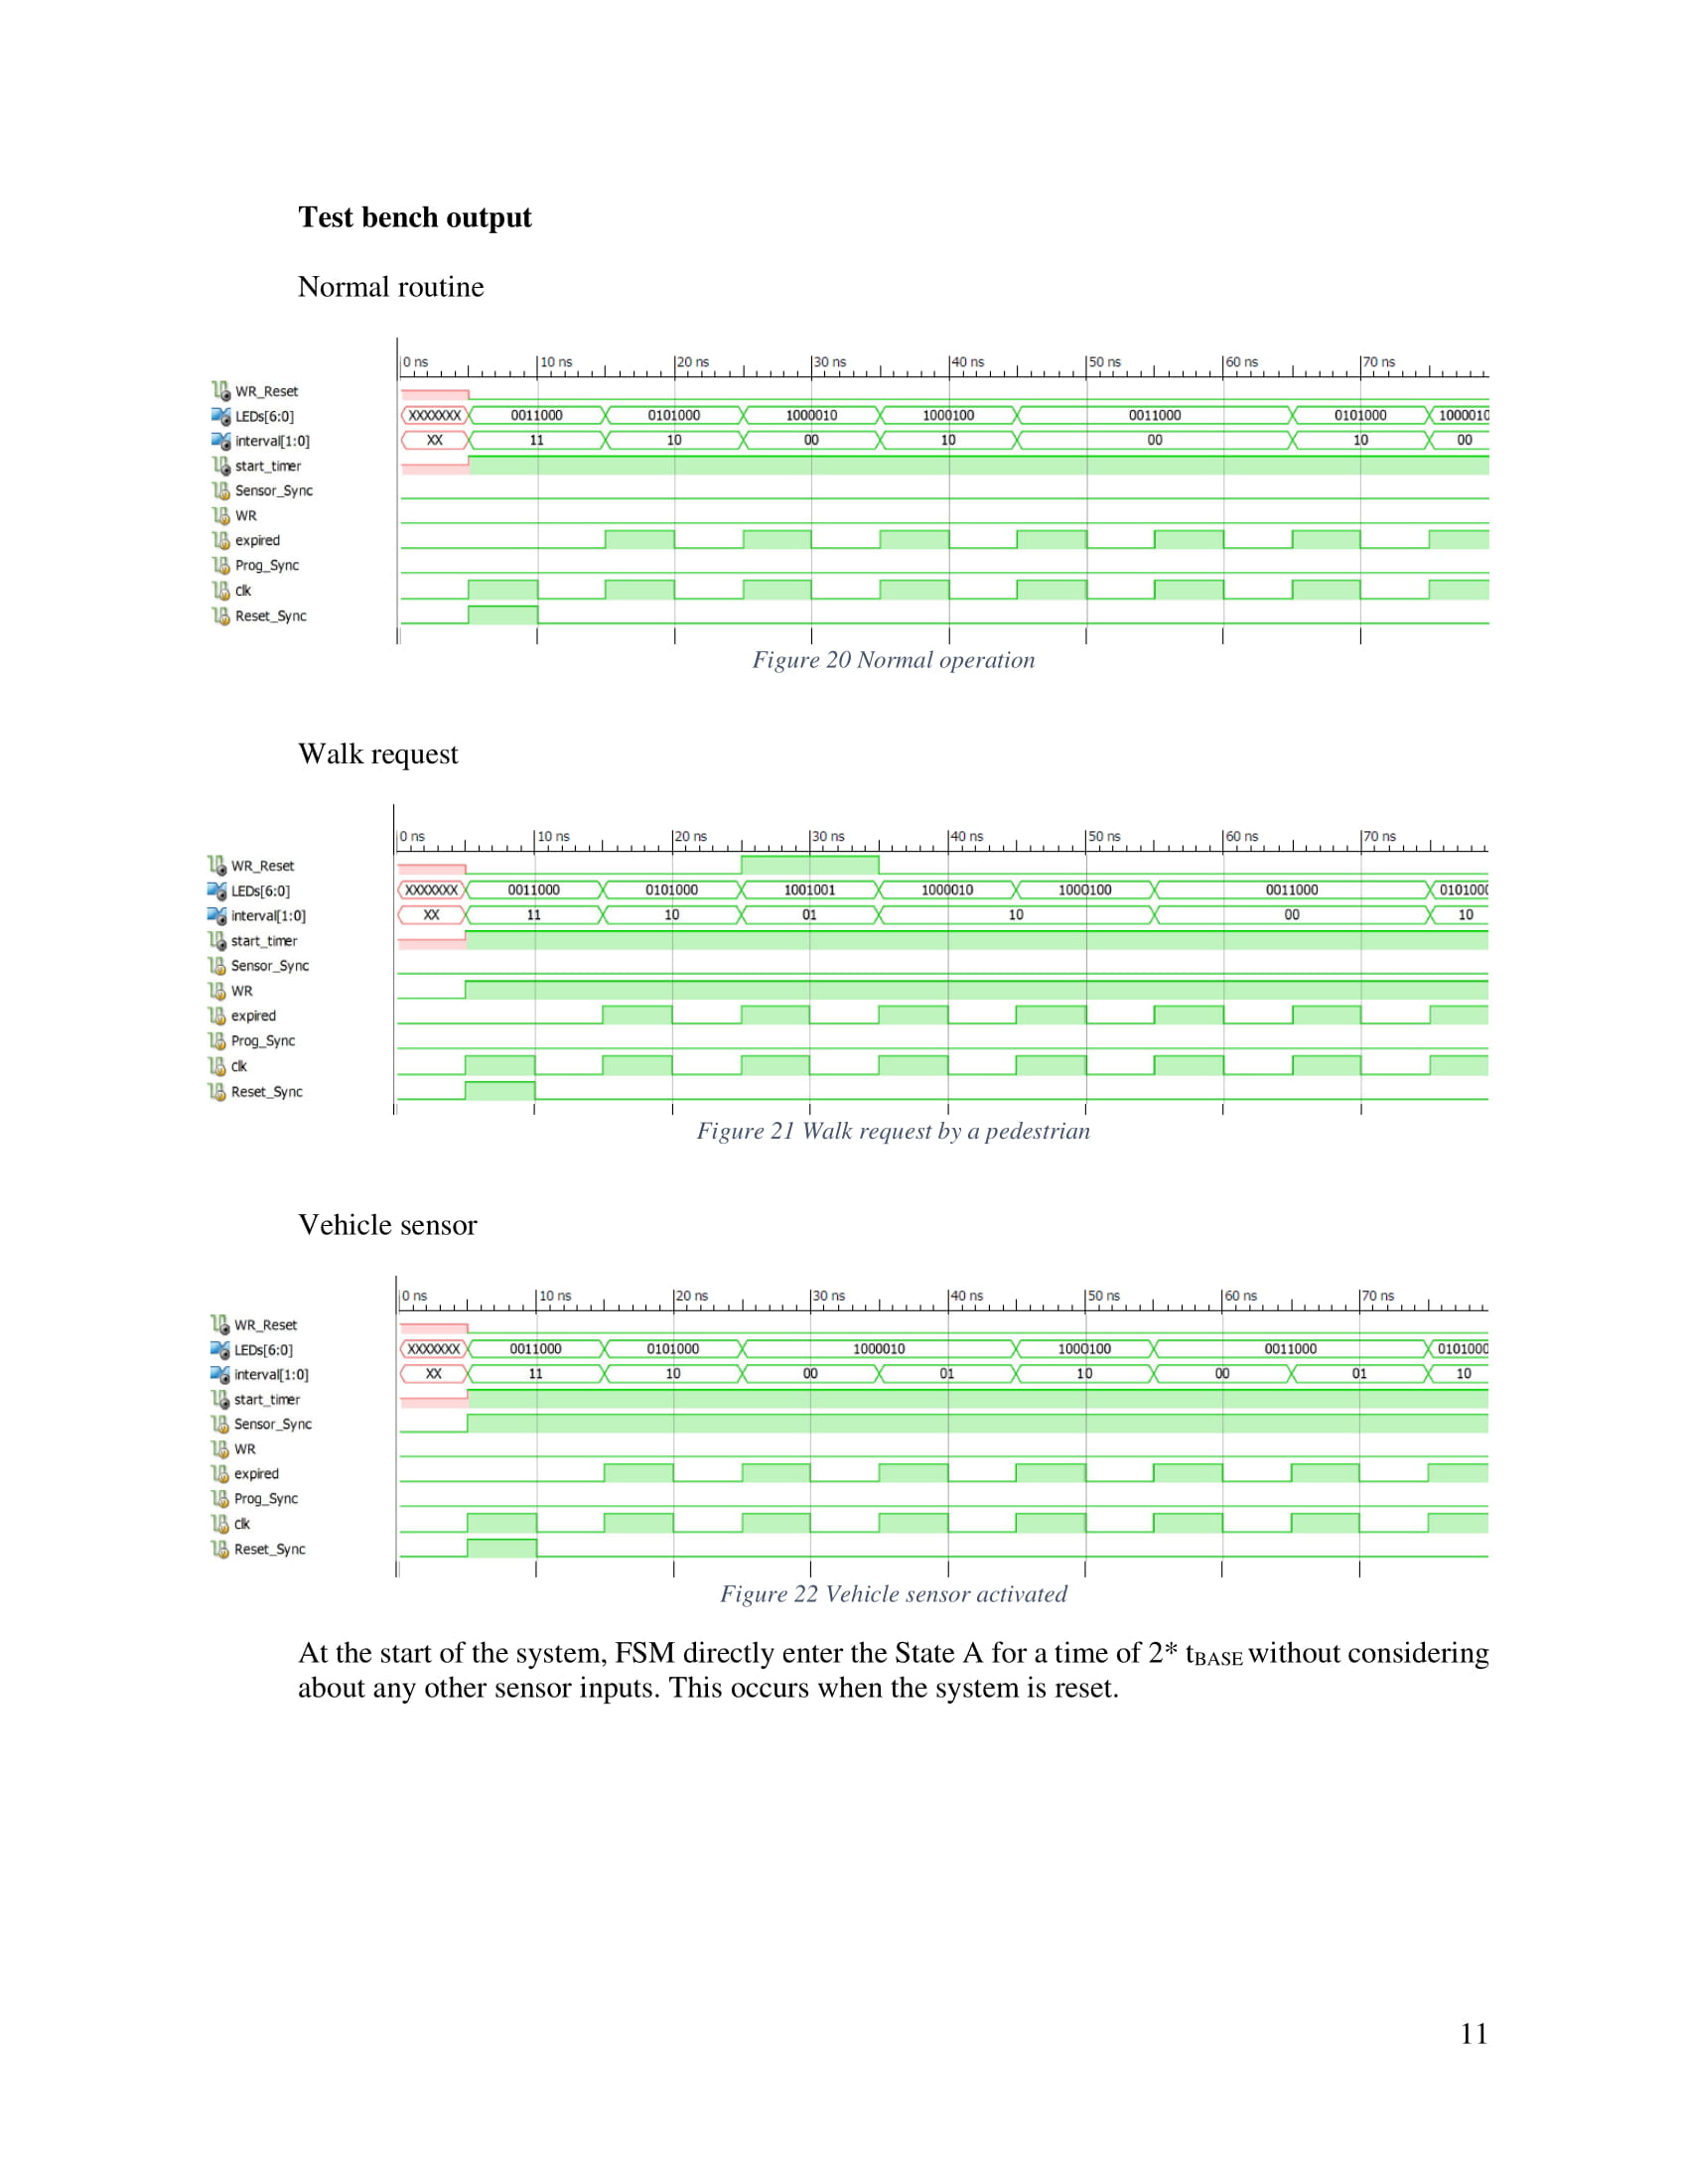 Test bench output
Normal routine
0 ns 10 ns 20 ns 30 ns 40 ns 50 ns 60 ns 70 ns
WR_Reset
LEDs[6:0] XXXXXXX 0011000 0101000 1000010 1000100 0011000 0101000 1000010
interval[1:0] XX 11 10 00 10 00 10 00
start_timer
Sensor_Sync
WR
expired
Prog_Sync
clk
Reset_Sync
Figure 20 Normal operation
Walk request
0 ns 10 ns 20 ns 30 ns 40 ns 50 ns 60 ns 70 ns
WR_Reset
LEDs[6:0] XXXXXXX 0011000 0101000 1001001 1000010 1000100 0011000 0101000
interval[1:0] XX 11 10 01 10 00 10
start_timer
Sensor_Sync
WR
expired
Prog_Sync
clk
Reset_Sync
Figure 21 Walk request by a pedestrian
Vehicle sensor
0 ns 10 ns 20 ns 30 ns 40 ns 50 ns 60 ns 70 ns
WR_Reset
LEDs[6:0] XXXXXXX 0011000 0101000 1000010 1000100 0011000 0101000
interval[1:0] XX 11 10 00 01 10 00 01 10
start_timer
Sensor_Sync
WR
expired
Prog_Sync
clk
Reset_Sync
Figure 22 Vehicle sensor activated
At the start of the system, FSM directly enter the State A for a time of 2* tBASE without considering
about any other sensor inputs. This occurs when the system is reset.
11